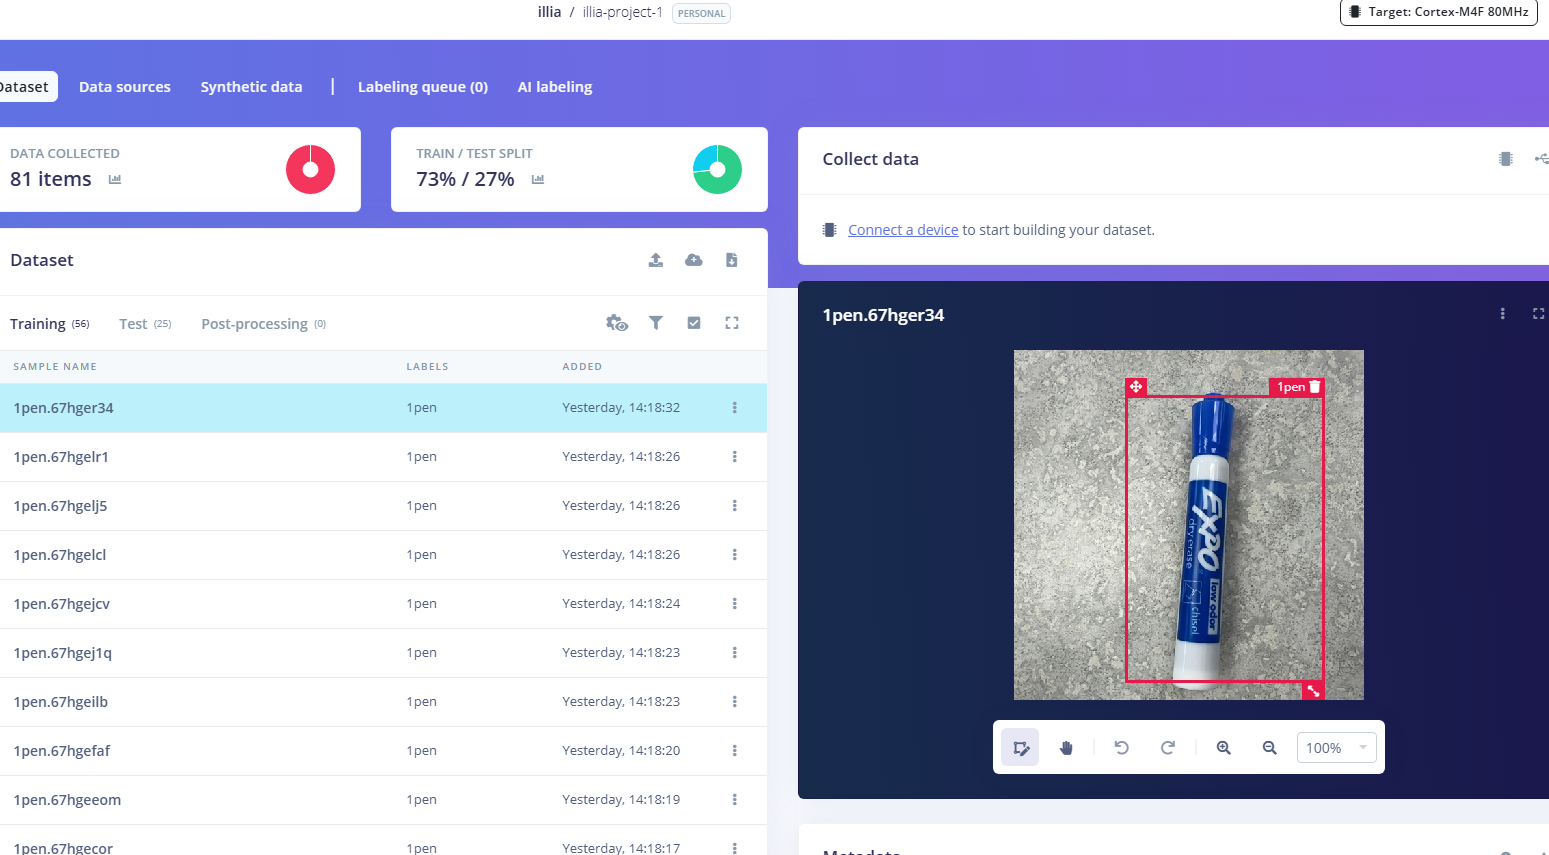 illia / illia-project-1 PERSONAL
Target: Cortex-M4F 80MHz
Dataset Data sources Synthetic data | Labeling queue (0) AI labeling
DATA COLLECTED
81 items
TRAIN / TEST SPLIT
73% / 27%
Collect data
Connect a device to start building your dataset.
Dataset
Training (56) Test (25) Post-processing (0)
SAMPLE NAME LABELS ADDED
1pen.67hger34 1pen Yesterday, 14:18:32
1pen.67hgelr1 1pen Yesterday, 14:18:26
1pen.67hgelj5 1pen Yesterday, 14:18:26
1pen.67hgelcl 1pen Yesterday, 14:18:26
1pen.67hgejcv 1pen Yesterday, 14:18:24
1pen.67hgej1q 1pen Yesterday, 14:18:23
1pen.67hgeilb 1pen Yesterday, 14:18:23
1pen.67hgefaf 1pen Yesterday, 14:18:20
1pen.67hgeeom 1pen Yesterday, 14:18:19
1pen.67hgecor 1pen Yesterday, 14:18:17
1pen.67hger34
1pen
EXPO
dry erase
low odor
chisel
100%
Metadata